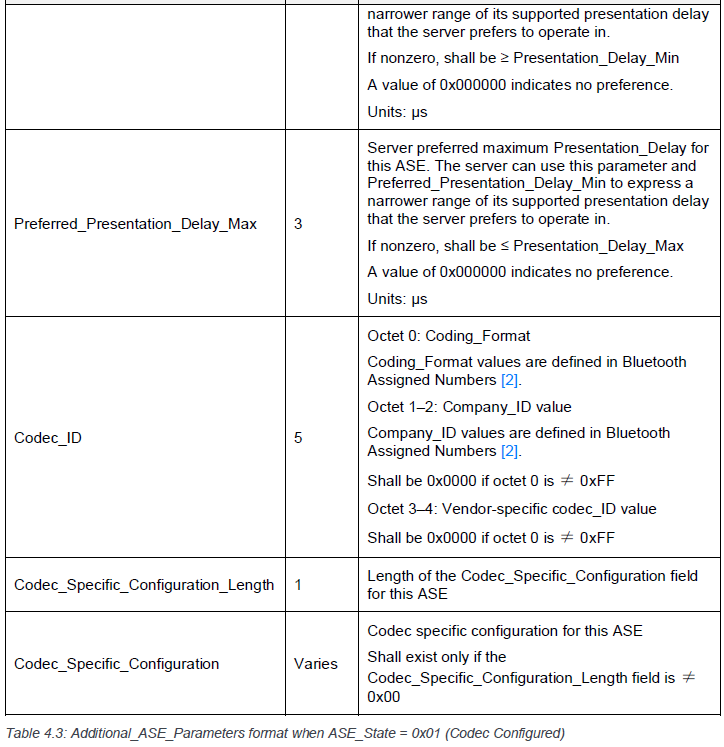 narrower range of its supported presentation delay
that the server prefers to operate in.
If nonzero, shall be ≥ Presentation_Delay_Min
A value of 0x000000 indicates no preference.
Units: µs
Preferred_Presentation_Delay_Max
3
Server preferred maximum Presentation_Delay for
this ASE. The server can use this parameter and
Preferred_Presentation_Delay_Min to express a
narrower range of its supported presentation delay
that the server prefers to operate in.
If nonzero, shall be ≤ Presentation_Delay_Max
A value of 0x000000 indicates no preference.
Units: µs
Codec_ID
5
Octet 0: Coding_Format
Coding_Format values are defined in Bluetooth
Assigned Numbers [2].
Octet 1–2: Company_ID value
Company_ID values are defined in Bluetooth
Assigned Numbers [2].
Shall be 0x0000 if octet 0 is ≠ 0xFF
Octet 3–4: Vendor-specific codec_ID value
Shall be 0x0000 if octet 0 is ≠ 0xFF
Codec_Specific_Configuration_Length
1
Length of the Codec_Specific_Configuration field
for this ASE
Codec_Specific_Configuration
Varies
Codec specific configuration for this ASE
Shall exist only if the
Codec_Specific_Configuration_Length field is ≠
0x00
Table 4.3: Additional_ASE_Parameters format when ASE_State = 0x01 (Codec Configured)